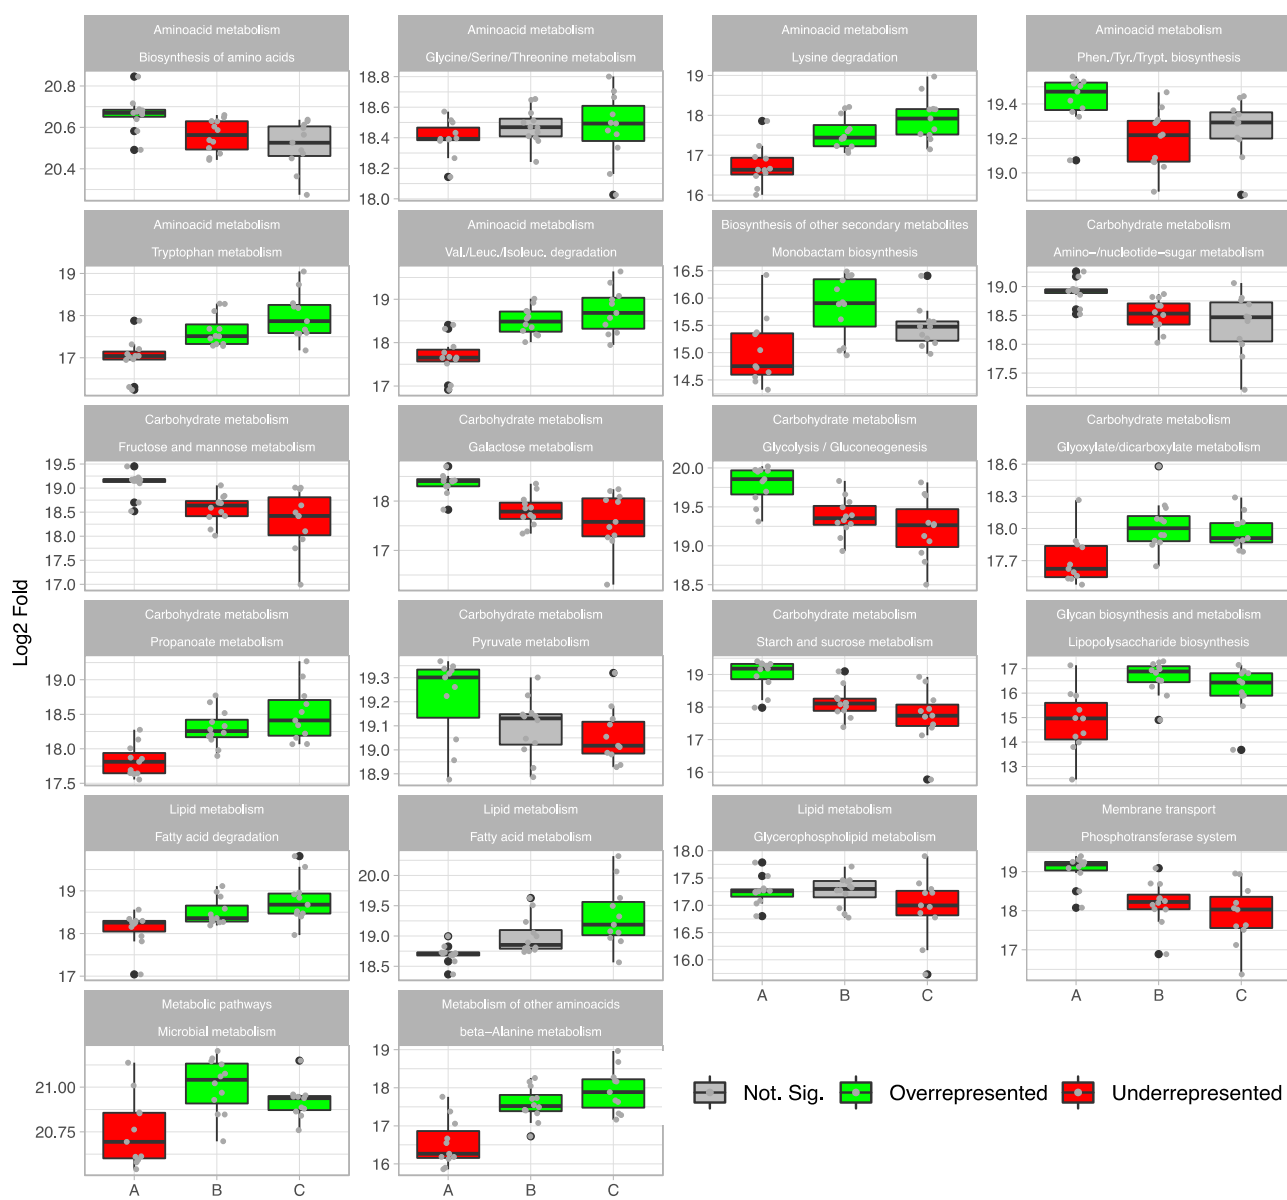 Aminoacid metabolism
Biosynthesis of amino acids
20.8
20.6
20.4
Aminoacid metabolism
Glycine/Serine/Threonine metabolism
18.8
18.6
18.4
18.2
18.0
Aminoacid metabolism
Lysine degradation
19
18
17
16
Aminoacid metabolism
Phen./Tyr./Trypt. biosynthesis
19.4
19.2
19.0
Aminoacid metabolism
Tryptophan metabolism
19
18
17
Aminoacid metabolism
Val./Leuc./Isoleuc. degradation
19
18
17
Biosynthesis of other secondary metabolites
Monobactam biosynthesis
16.5
16.0
15.5
15.0
14.5
Carbohydrate metabolism
Amino−/nucleotide−sugar metabolism
19.0
18.5
18.0
17.5
Carbohydrate metabolism
Fructose and mannose metabolism
19.5
19.0
18.5
18.0
17.5
17.0
Carbohydrate metabolism
Galactose metabolism
18
17
Carbohydrate metabolism
Glycolysis / Gluconeogenesis
20.0
19.5
19.0
18.5
Carbohydrate metabolism
Glyoxylate/dicarboxylate metabolism
18.6
18.3
18.0
17.7
Log2 Fold
Carbohydrate metabolism
Propanoate metabolism
19.0
18.5
18.0
17.5
Carbohydrate metabolism
Pyruvate metabolism
19.3
19.2
19.1
19.0
18.9
Carbohydrate metabolism
Starch and sucrose metabolism
19
18
17
16
Glycan biosynthesis and metabolism
Lipopolysaccharide biosynthesis
17
16
15
14
13
Lipid metabolism
Fatty acid degradation
19
18
17
Lipid metabolism
Fatty acid metabolism
20.0
19.5
19.0
18.5
Lipid metabolism
Glycerophospholipid metabolism
18.0
17.5
17.0
16.5
16.0
A B C
Membrane transport
Phosphotransferase system
19
18
17
A B C
Metabolic pathways
Microbial metabolism
21.00
20.75
A B C
Metabolism of other aminoacids
beta−Alanine metabolism
19
18
17
16
A B C
Not. Sig. Overrepresented Underrepresented